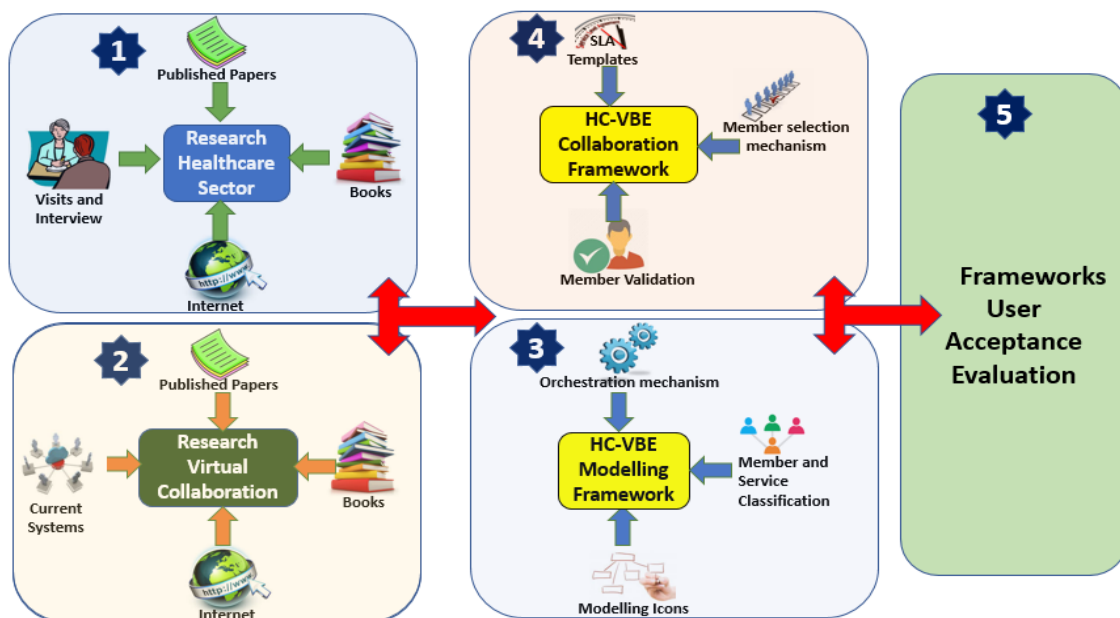 1
Published Papers
Research
Healthcare
Sector
Visits and
Interview
Books
http://www
Internet
2
Published Papers
Research
Virtual
Collaboration
Current
Systems
Books
http://www
Internet
4
SLA
Templates
HC-VBE
Collaboration
Framework
Member selection
mechanism
Member Validation
3
Orchestration mechanism
HC-VBE
Modelling
Framework
Member and
Service
Classification
Modelling Icons
5
Frameworks
User
Acceptance
Evaluation